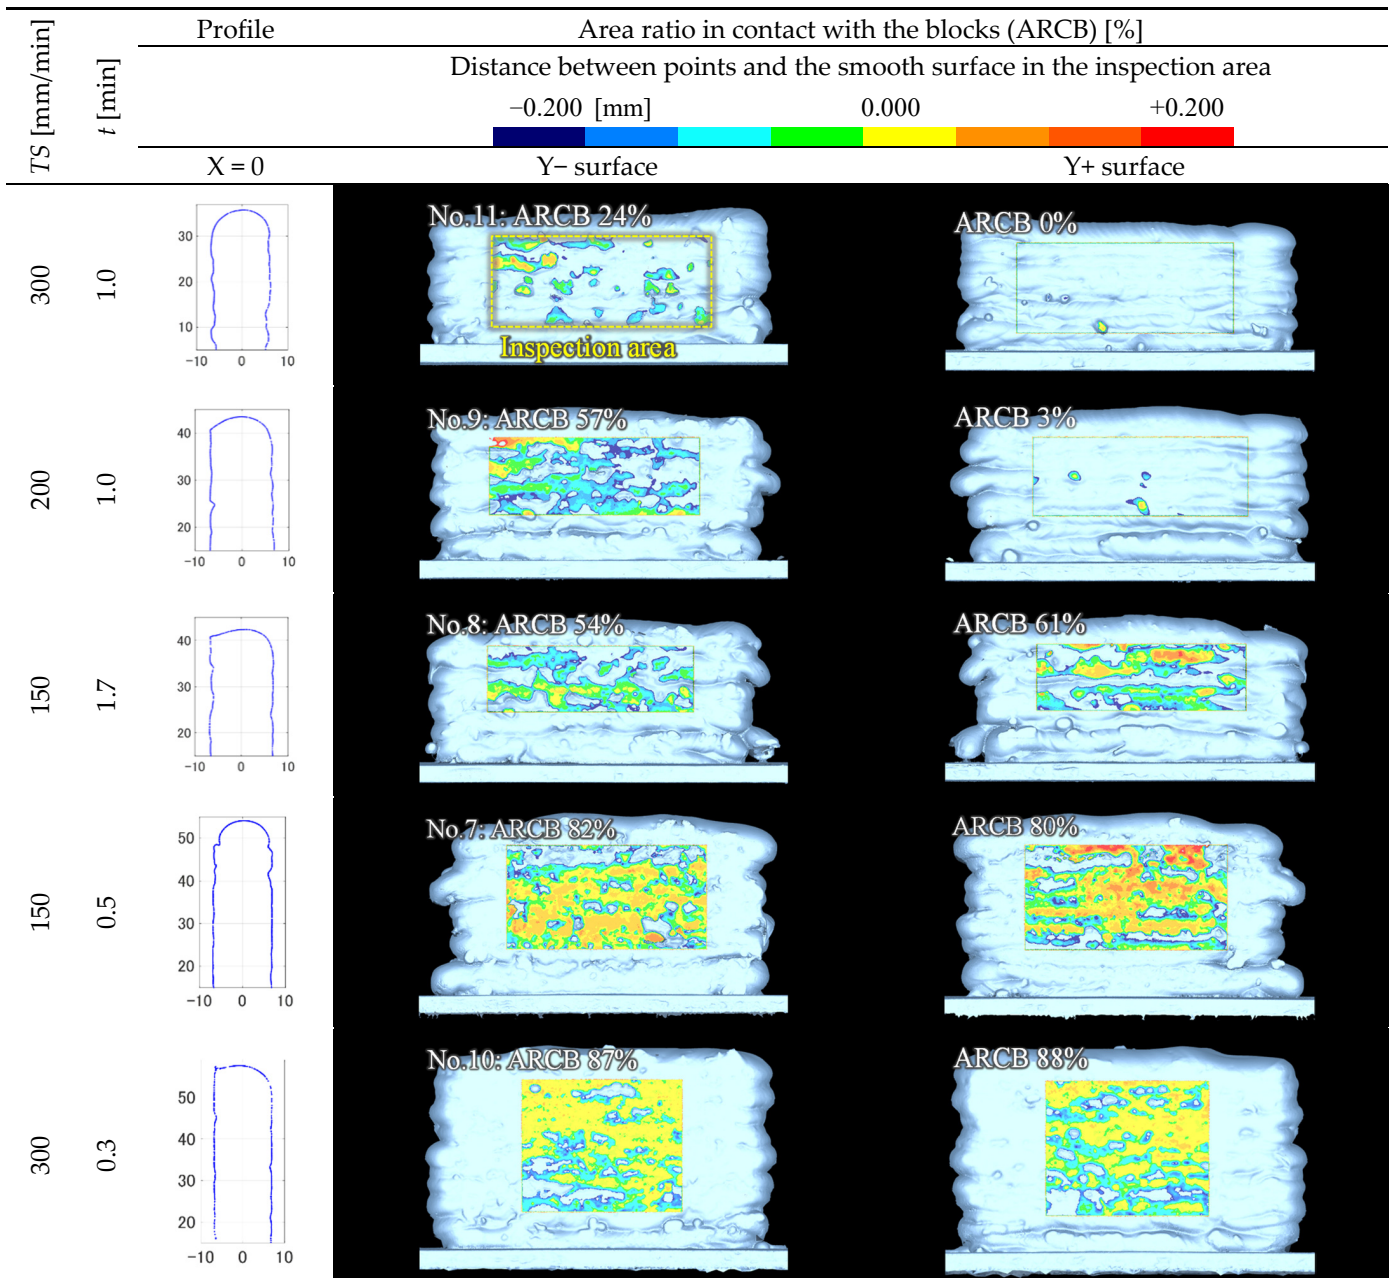 TS [mm/min]
t [min]
Profile
Area ratio in contact with the blocks (ARCB) [%]
Distance between points and the smooth surface in the inspection area
−0.200 [mm] 0.000 +0.200
X = 0
Y− surface
Y+ surface
300
1.0
30
20
10
-10 0 10
No.11: ARCB 24%
Inspection area
ARCB 0%
200
1.0
40
30
20
-10 0 10
No.9: ARCB 57%
ARCB 3%
150
1.7
40
30
20
-10 0 10
No.8: ARCB 54%
ARCB 61%
150
0.5
50
40
30
20
-10 0 10
No.7: ARCB 82%
ARCB 80%
300
0.3
50
40
30
20
-10 0 10
No.10: ARCB 87%
ARCB 88%